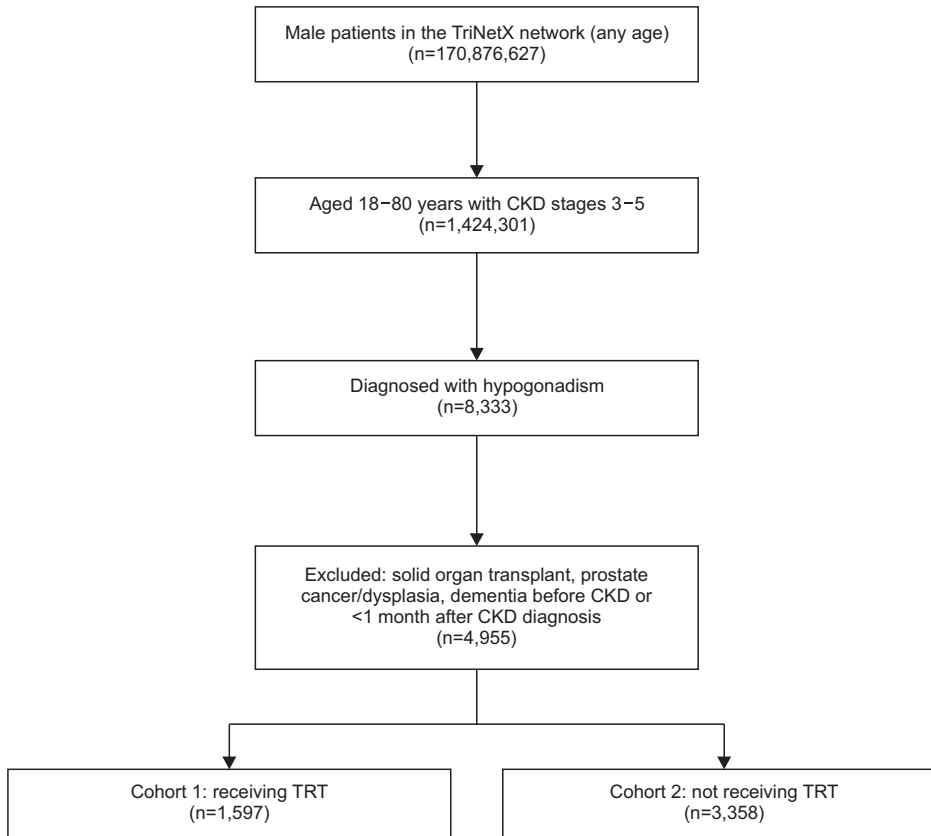 Male patients in the TriNetX network (any age)
(n=170,876,627)
Aged 18−80 years with CKD stages 3−5
(n=1,424,301)
Diagnosed with hypogonadism
(n=8,333)
Excluded: solid organ transplant, prostate
cancer/dysplasia, dementia before CKD or
<1 month after CKD diagnosis
(n=4,955)
Cohort 1: receiving TRT
(n=1,597)
Cohort 2: not receiving TRT
(n=3,358)